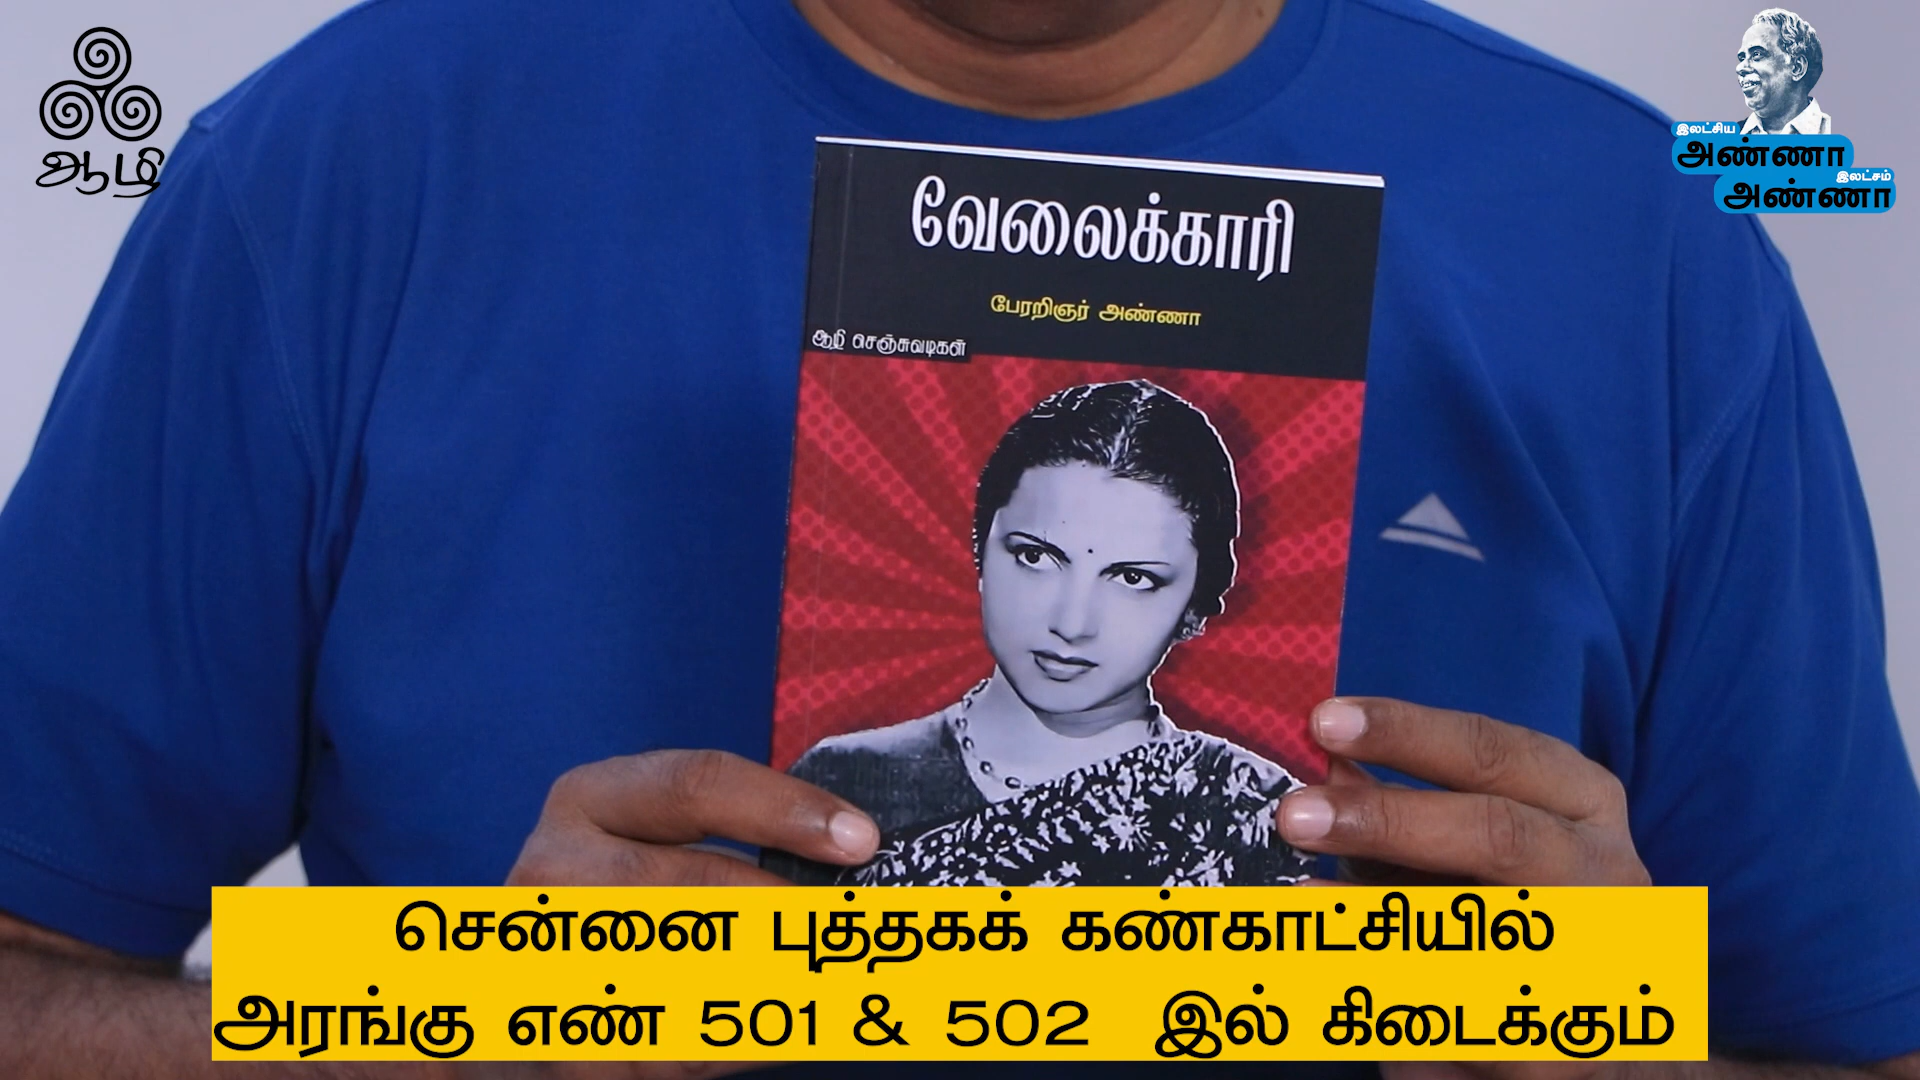 ஆழி
இலட்சிய
அண்ணா
இலட்சம்
அண்ணா
வேலைக்காரி
பேரறிஞர் அண்ணா
ஆழி செஞ்சுவடிகள்
சென்னை புத்தகக் கண்காட்சியில்
அரங்கு எண் 501 & 502 இல் கிடைக்கும்